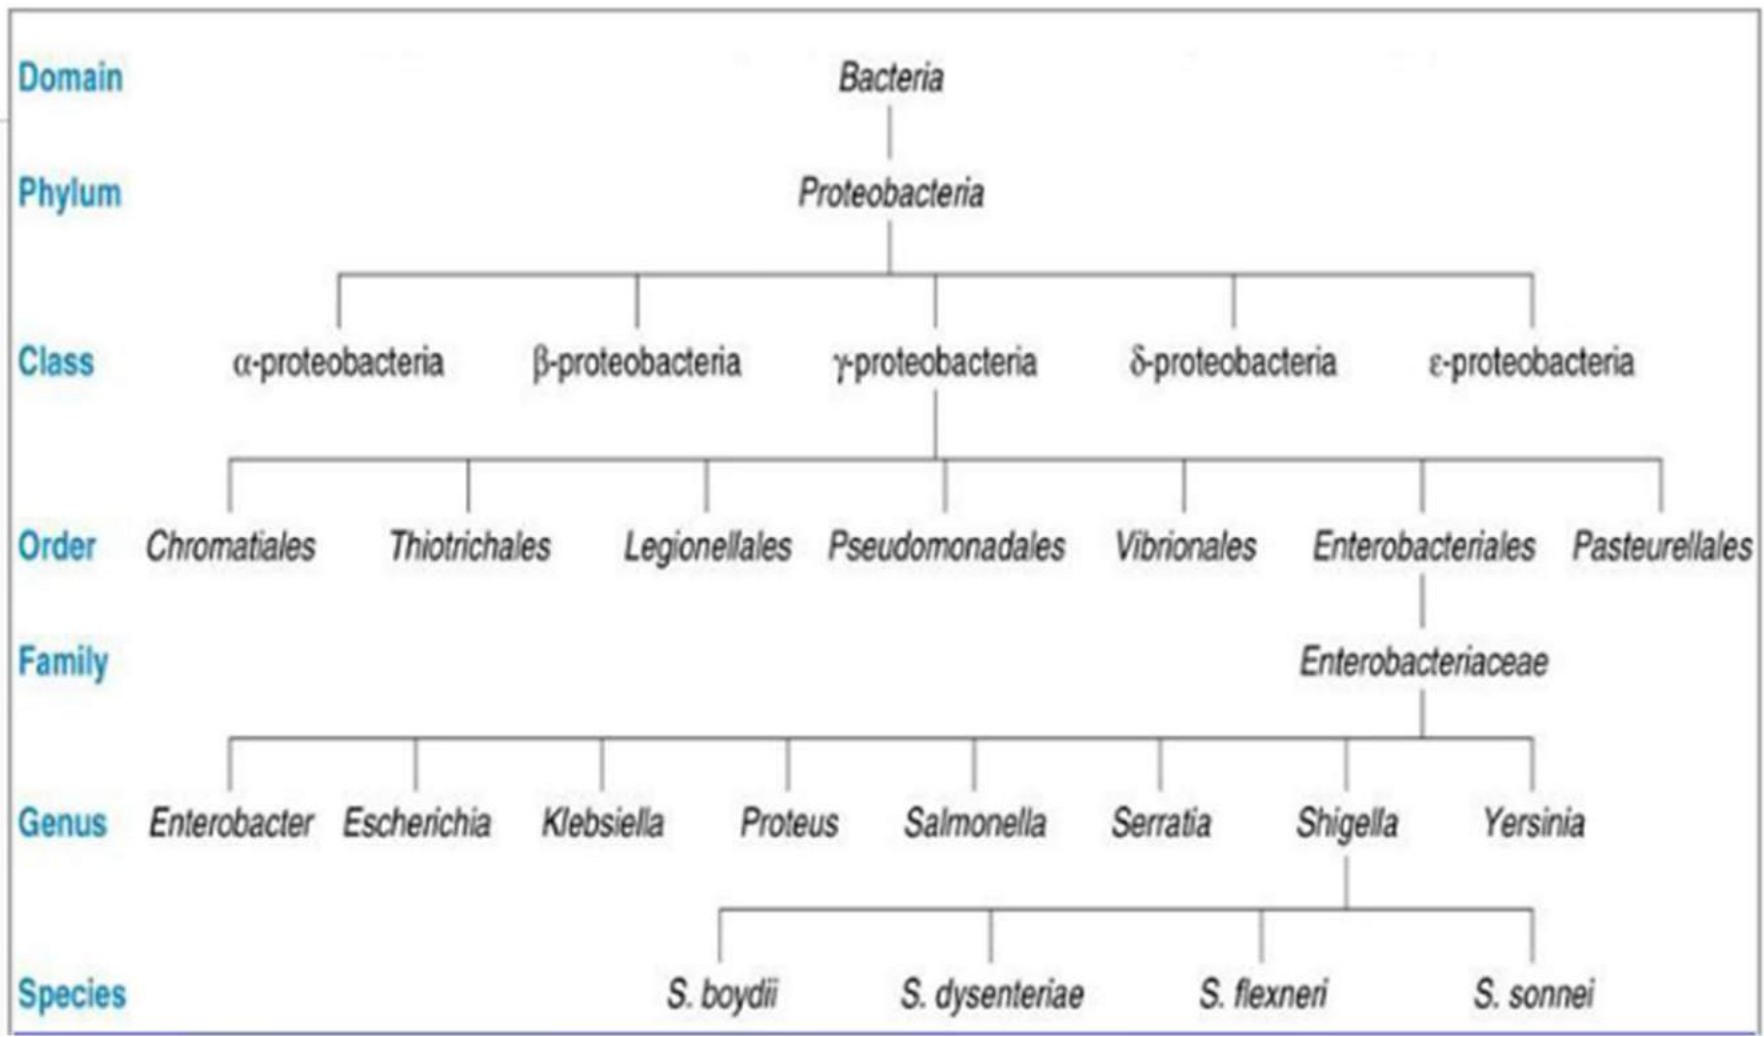 Domain Bacteria
Phylum Proteobacteria
Class α-proteobacteria β-proteobacteria γ-proteobacteria δ-proteobacteria ε-proteobacteria
Order Chromatiales Thiotrichales Legionellales Pseudomonadales Vibrionales Enterobacteriales Pasteurellales
Family Enterobacteriaceae
Genus Enterobacter Escherichia Klebsiella Proteus Salmonella Serratia Shigella Yersinia
Species S. boydii S. dysenteriae S. flexneri S. sonnei